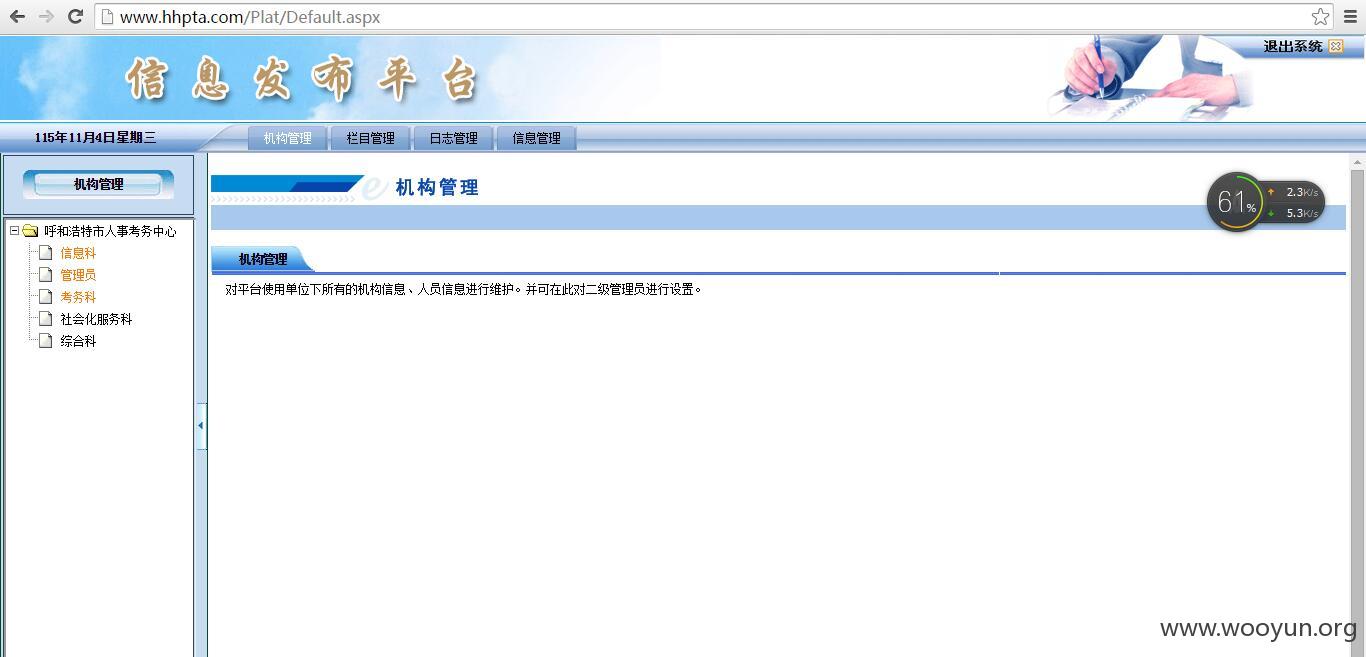 www.hhpta.com/Plat/Default.aspx
信息发布平台
退出系统
115年11月4日星期三
机构管理 栏目管理 日志管理 信息管理
机构管理
呼和浩特市人事考务中心
信息科
管理员
考务科
社会化服务科
综合科
机构管理
61%
2.3K/s
5.3K/s
机构管理
对平台使用单位下所有的机构信息、人员信息进行维护。并可在此对二级管理员进行设置。
www.wooyun.org